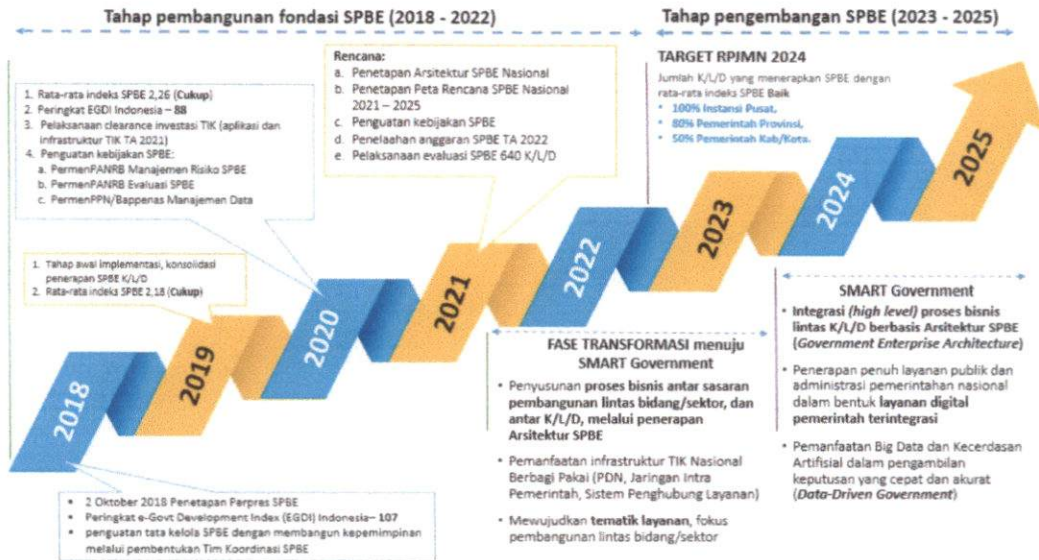 Tahap pembangunan fondasi SPBE (2018 - 2022)
Tahap pengembangan SPBE (2023 - 2025)
1. Rata-rata indeks SPBE 2,26 (Cukup)
2. Peringkat EGDI Indonesia – 88
3. Pelaksanaan clearance investasi TIK (aplikasi dan
infrastruktur TIK TA 2021)
4. Penguatan kebijakan SPBE:
a. PermenPANRB Manajemen Risiko SPBE
b. PermenPANRB Evaluasi SPBE
c. PermenPPN/Bappenas Manajemen Data
Rencana:
a. Penetapan Arsitektur SPBE Nasional
b. Penetapan Peta Rencana SPBE Nasional
2021 – 2025
c. Penguatan kebijakan SPBE
d. Penelaahan anggaran SPBE TA 2022
e. Pelaksanaan evaluasi SPBE 640 K/L/D
TARGET RPJMN 2024
Jumlah K/L/D yang menerapkan SPBE dengan
rata-rata indeks SPBE Baik
• 100% Instansi Pusat,
• 80% Pemerintah Provinsi,
• 50% Pemerintah Kab/Kota.
1. Tahap awal implementasi, konsolidasi
penerapan SPBE K/L/D
2. Rata-rata indeks SPBE 2,18 (Cukup)
2018
2019
2020
2021
2022
2023
2024
2025
• 2 Oktober 2018 Penetapan Perpres SPBE
• Peringkat e-Govt Development Index (EGDI) Indonesia– 107
• penguatan tata kelola SPBE dengan membangun kepemimpinan
melalui pembentukan Tim Koordinasi SPBE
FASE TRANSFORMASI menuju
SMART Government
• Penyusunan proses bisnis antar sasaran
pembangunan lintas bidang/sektor, dan
antar K/L/D, melalui penerapan
Arsitektur SPBE
• Pemanfaatan infrastruktur TIK Nasional
Berbagi Pakai (PDN, Jaringan Intra
Pemerintah, Sistem Penghubung Layanan)
• Mewujudkan tematik layanan, fokus
pembangunan lintas bidang/sektor
SMART Government
• Integrasi (high level) proses bisnis
lintas K/L/D berbasis Arsitektur SPBE
(Government Enterprise Architecture)
• Penerapan penuh layanan publik dan
administrasi pemerintahan nasional
dalam bentuk layanan digital
pemerintah terintegrasi
• Pemanfaatan Big Data dan Kecerdasan
Artifisial dalam pengambilan
keputusan yang cepat dan akurat
(Data-Driven Government)